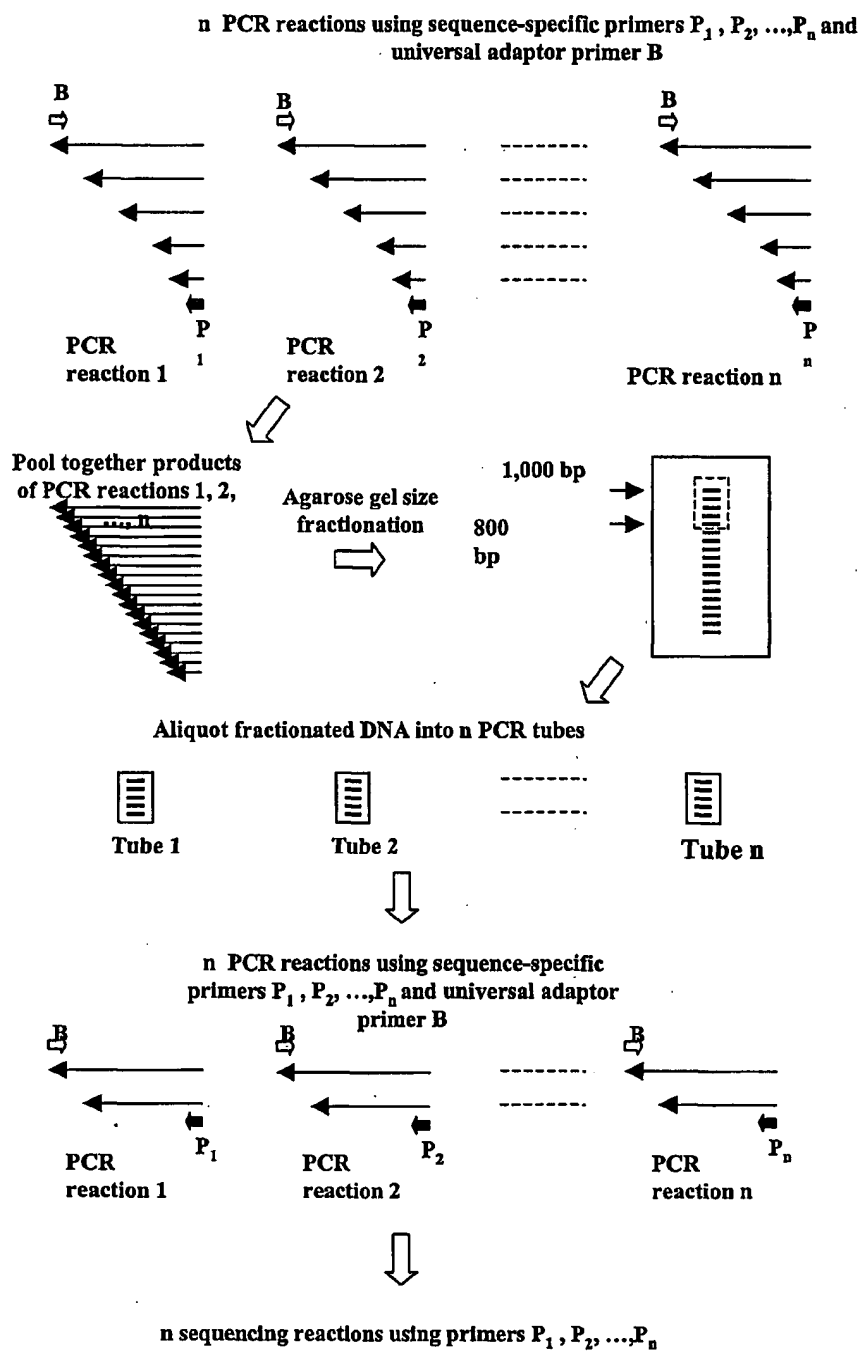 n PCR reactions using sequence-specific primers P1 , P2, ...,Pn and
universal adaptor primer B
B
B
B
P
1
P
2
P
n
PCR
reaction 1
PCR
reaction 2
PCR reaction n
Pool together products
of PCR reactions 1, 2,
..., n
Agarose gel size
fractionation
1,000 bp
800
bp
Aliquot fractionated DNA into n PCR tubes
Tube 1
Tube 2
Tube n
n PCR reactions using sequence-specific
primers P1 , P2, ...,Pn and universal adaptor
primer B
B
B
B
P1
P2
Pn
PCR
reaction 1
PCR
reaction 2
PCR
reaction n
n sequencing reactions using primers P1 , P2, ...,Pn